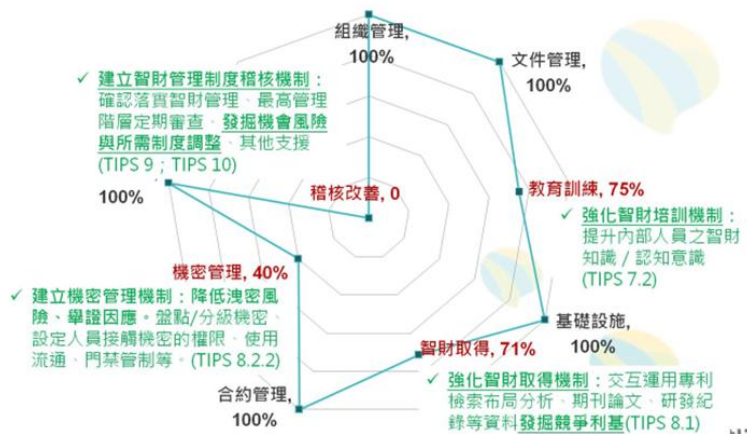 組織管理,
100%
文件管理,
100%
✓ 建立智財管理制度稽核機制：
確認落實智財管理、最高管理
階層定期審查、發掘機會風險
與所需制度調整、其他支援
(TIPS 9；TIPS 10)
100%
稽核改善, 0
教育訓練, 75%
✓ 強化智財培訓機制：
提升內部人員之智財
知識/認知意識
(TIPS 7.2)
機密管理, 40%
✓ 建立機密管理機制：降低洩密風
險、舉證因應。盤點/分級機密、
設定人員接觸機密的權限、使用
流通、門禁管制等。(TIPS 8.2.2)
基礎設施,
100%
智財取得, 71%
✓ 強化智財取得機制：交互運用專利
檢索布局分析、期刊論文、研發紀
錄等資料發掘競爭利基(TIPS 8.1)
合約管理,
100%